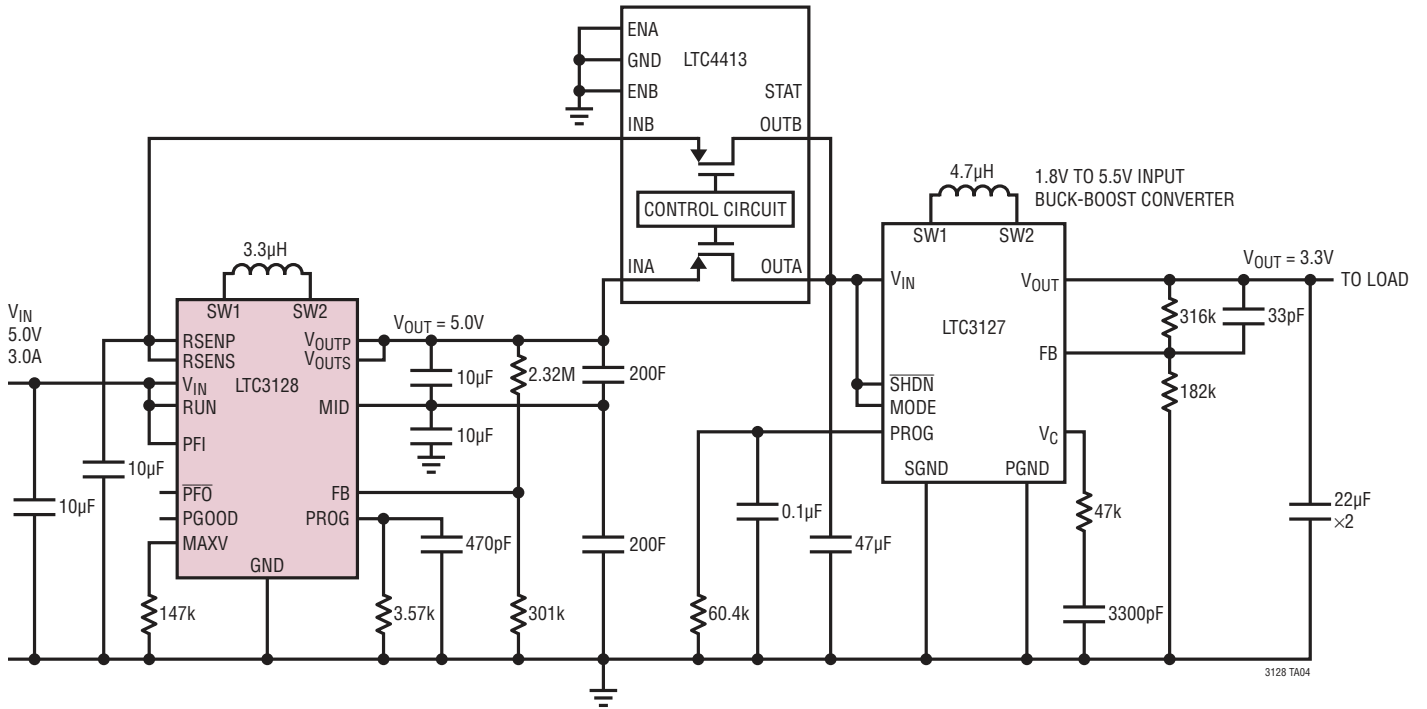 ENA
GND
ENB
INB
LTC4413
STAT
OUTB
CONTROL CIRCUIT
INA
OUTA
4.7µH
1.8V TO 5.5V INPUT
BUCK-BOOST CONVERTER
SW1
SW2
VIN
VOUT
LTC3127
FB
SHDN
MODE
PROG
VC
SGND
PGND
VOUT = 3.3V
TO LOAD
316k
33pF
182k
47k
3300pF
22µF
×2
0.1µF
47µF
60.4k
VIN
5.0V
3.0A
3.3µH
SW1
SW2
RSENP
RSENS
VIN
RUN
PFI
PFO
PGOOD
MAXV
LTC3128
GND
VOUTP
VOUTS
MID
FB
PROG
VOUT = 5.0V
10µF
2.32M
200F
10µF
10µF
10µF
470pF
200F
147k
3.57k
301k
3128 TA04